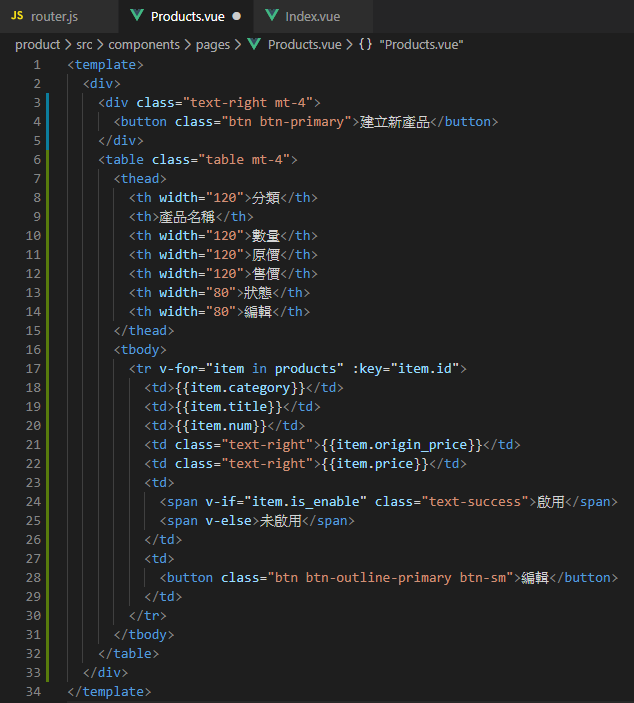 router.js Products.vue Index.vue
product > src > components > pages > Products.vue > {} "Products.vue"
1 <template>
2 <div>
3 <div class="text-right mt-4">
4 <button class="btn btn-primary">建立新產品</button>
5 </div>
6 <table class="table mt-4">
7 <thead>
8 <th width="120">分類</th>
9 <th>產品名稱</th>
10 <th width="120">數量</th>
11 <th width="120">原價</th>
12 <th width="120">售價</th>
13 <th width="80">狀態</th>
14 <th width="80">編輯</th>
15 </thead>
16 <tbody>
17 <tr v-for="item in products" :key="item.id">
18 <td>{{item.category}}</td>
19 <td>{{item.title}}</td>
20 <td>{{item.num}}</td>
21 <td class="text-right">{{item.origin_price}}</td>
22 <td class="text-right">{{item.price}}</td>
23 <td>
24 <span v-if="item.is_enable" class="text-success">啟用</span>
25 <span v-else>未啟用</span>
26 </td>
27 <td>
28 <button class="btn btn-outline-primary btn-sm">編輯</button>
29 </td>
30 </tr>
31 </tbody>
32 </table>
33 </div>
34 </template>